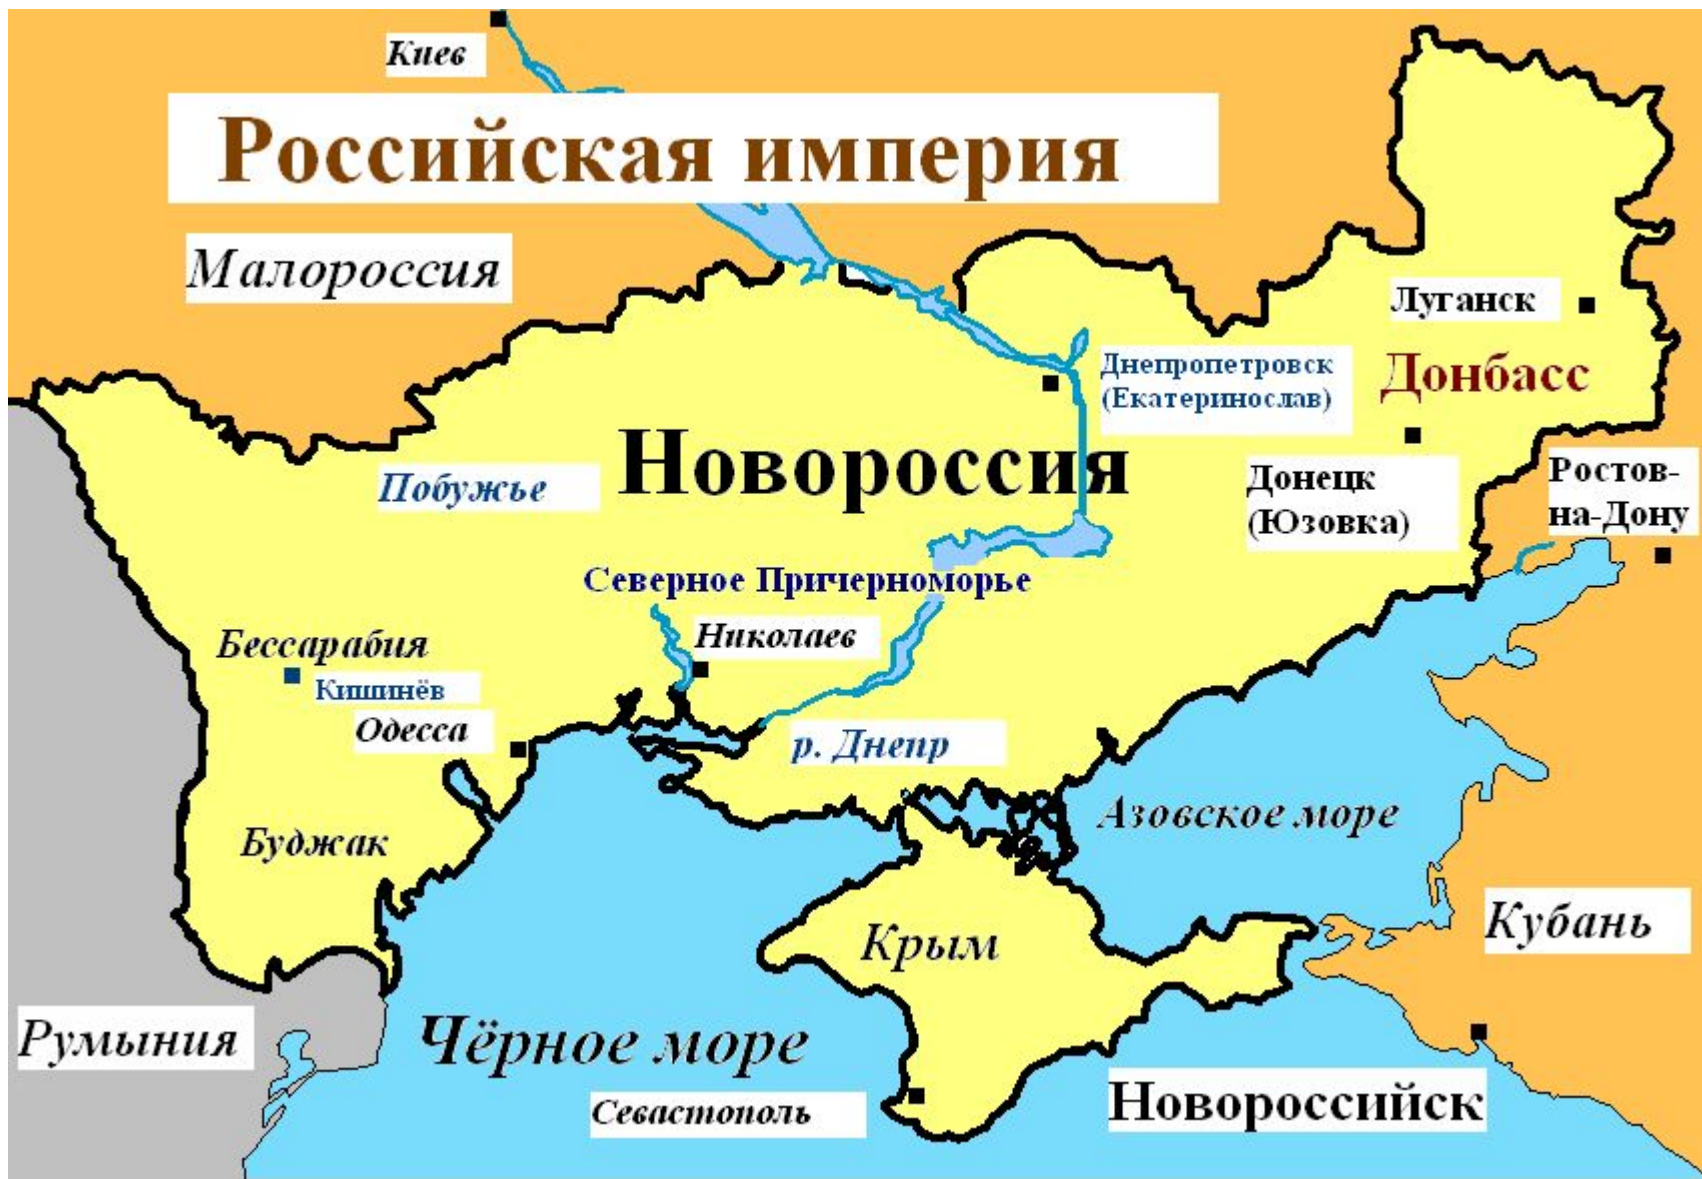 Киев
Российская империя
Малороссия
Луганск
Днепропетровск
(Екатеринослав)
Донбасс
Новороссия
Побужье
Донецк
(Юзовка)
Ростов-
на-Дону
Северное Причерноморье
Николаев
Бессарабия
Кишинёв
Одесса
р. Днепр
Азовское море
Буджак
Крым
Кубань
Румыния
Чёрное море
Севастополь
Новороссийск